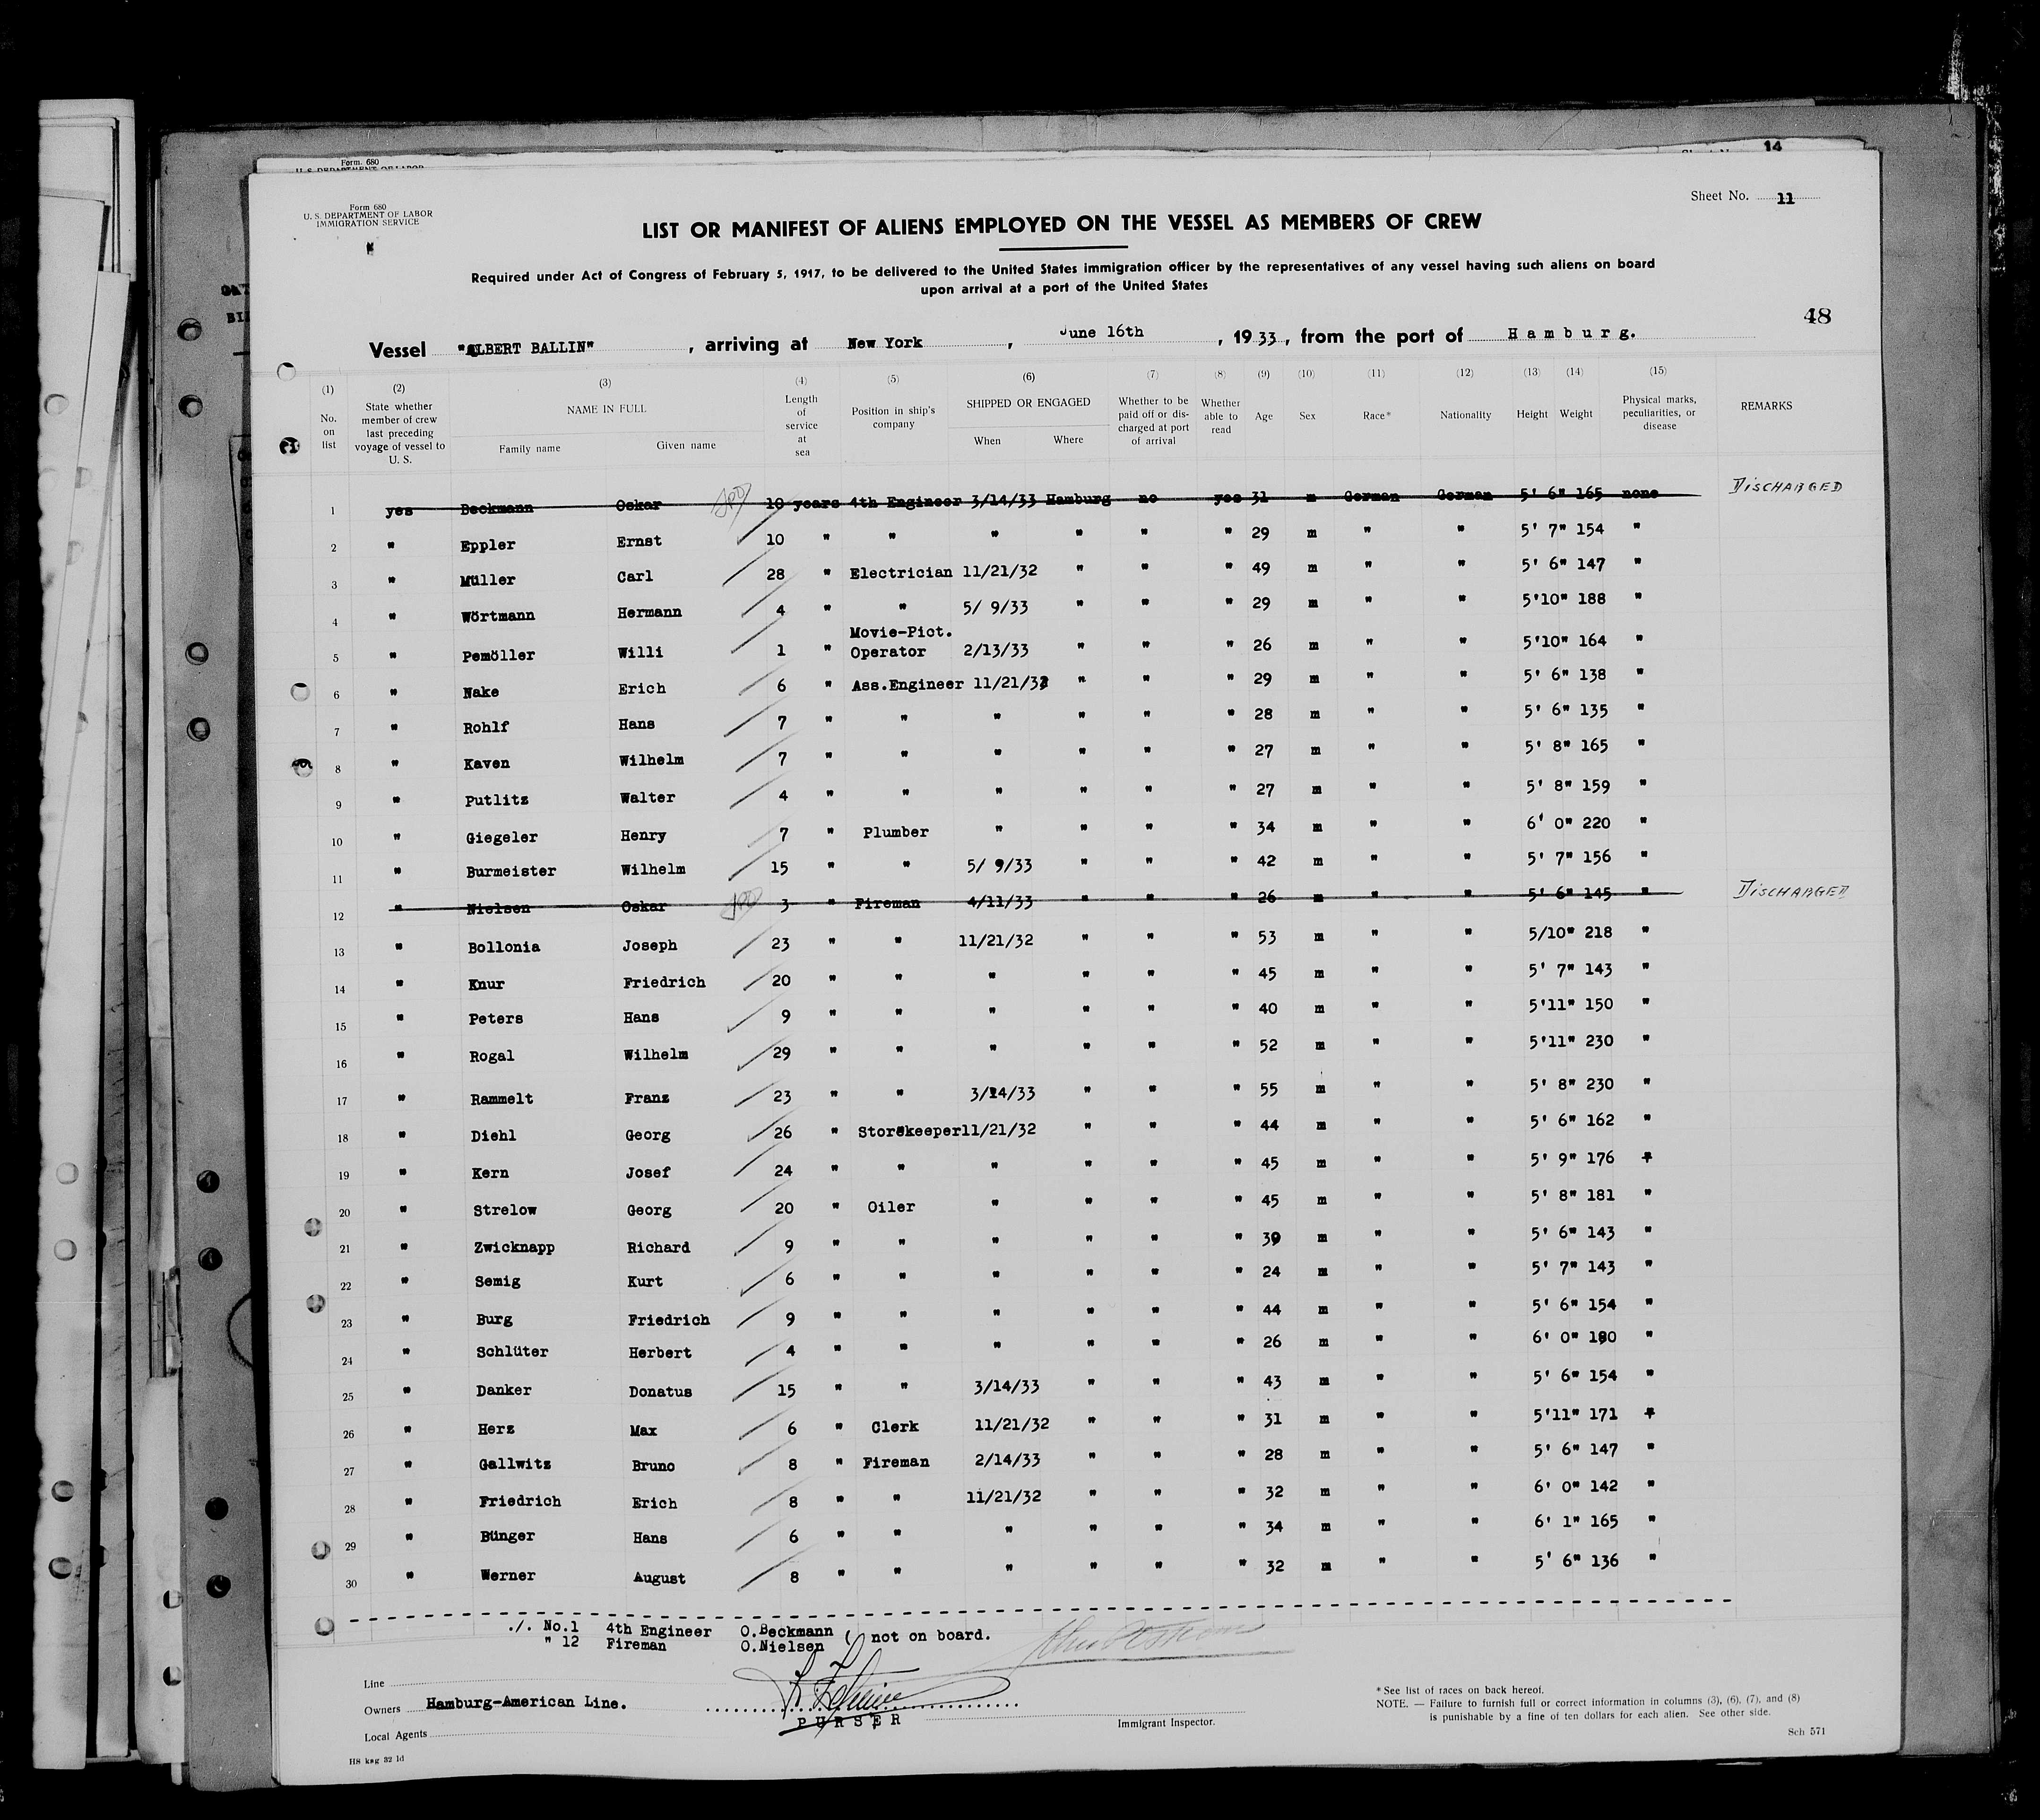 Form. 680
U. S. DEPARTMENT OF LABOR
14
Form 680
U. S. DEPARTMENT OF LABOR
IMMIGRATION SERVICE
Sheet No. 11
LIST OR MANIFEST OF ALIENS EMPLOYED ON THE VESSEL AS MEMBERS OF CREW
Required under Act of Congress of February 5, 1917, to be delivered to the United States immigration officer by the representatives of any vessel having such aliens on board
upon arrival at a port of the United States
48
Vessel "ALBERT BALLIN" , arriving at New York , June 16th , 1933, from the port of Hamburg.
(1) (2) (3) (4) (5) (6) (7) (8) (9) (10) (11) (12) (13) (14) (15)
No. on list State whether member of crew last preceding voyage of vessel to U. S. NAME IN FULL Family name Given name Length of service at sea Position in ship's company SHIPPED OR ENGAGED When Where Whether to be paid off or discharged at port of arrival Whether able to read Age Sex Race* Nationality Height Weight Physical marks, peculiarities, or disease REMARKS
1 yes Beckmann Oskar 10 years 4th Engineer 3/14/33 Hamburg no yes 31 m German German 5' 6" 165 none DISCHARGED
2 " Eppler Ernst 10 " " " " " " 29 m " " 5' 7" 154 "
3 " Müller Carl 28 " Electrician 11/21/32 " " " 49 m " " 5' 6" 147 "
4 " Wörtmann Hermann 4 " " 5/ 9/33 " " " 29 m " " 5'10" 188 "
5 " Pemöller Willi 1 " Movie-Pict. Operator 2/13/33 " " " 26 m " " 5'10" 164 "
6 " Nake Erich 6 " Ass.Engineer 11/21/32 " " " 29 m " " 5' 6" 138 "
7 " Rohlf Hans 7 " " " " " " 28 m " " 5' 6" 135 "
8 " Kaven Wilhelm 7 " " " " " " 27 m " " 5' 8" 165 "
9 " Putlitz Walter 4 " " " " " " 27 m " " 5' 8" 159 "
10 " Giegeler Henry 7 " Plumber " " " " 34 m " " 6' 0" 220 "
11 " Burmeister Wilhelm 15 " " 5/ 9/33 " " " 42 m " " 5' 7" 156 "
12 " Nielsen Oskar 3 " Fireman 4/11/33 " " " 26 m " " 5' 6" 145 " DISCHARGED
13 " Bollonia Joseph 23 " " 11/21/32 " " " 53 m " " 5/10" 218 "
14 " Knur Friedrich 20 " " " " " " 45 m " " 5' 7" 143 "
15 " Peters Hans 9 " " " " " " 40 m " " 5'11" 150 "
16 " Rogal Wilhelm 29 " " " " " " 52 m " " 5'11" 230 "
17 " Rammelt Franz 23 " " 3/14/33 " " " 55 m " " 5' 8" 230 "
18 " Diehl Georg 26 " Storekeeper 11/21/32 " " " 44 m " " 5' 6" 162 "
19 " Kern Josef 24 " " " " " " 45 m " " 5' 9" 176 "
20 " Strelow Georg 20 " Oiler " " " " 45 m " " 5' 8" 181 "
21 " Zwicknapp Richard 9 " " " " " " 39 m " " 5' 6" 143 "
22 " Semig Kurt 6 " " " " " " 24 m " " 5' 7" 143 "
23 " Burg Friedrich 9 " " " " " " 44 m " " 5' 6" 154 "
24 " Schlüter Herbert 4 " " " " " " 26 m " " 6' 0" 180 "
25 " Danker Donatus 15 " " 3/14/33 " " " 43 m " " 5' 6" 154 "
26 " Herz Max 6 " Clerk 11/21/32 " " " 31 m " " 5'11" 171 "
27 " Gallwitz Bruno 8 " Fireman 2/14/33 " " " 28 m " " 5' 6" 147 "
28 " Friedrich Erich 8 " " 11/21/32 " " " 32 m " " 6' 0" 142 "
29 " Bünger Hans 6 " " " " " " 34 m " " 6' 1" 165 "
30 " Werner August 8 " " " " " " 32 m " " 5' 6" 136 "
./. No.1 4th Engineer O.Beckmann ( not on board.
" 12 Fireman O.Nielsen
Line
Owners Hamburg-American Line.
PURSER
Local Agents
Immigrant Inspector.
* See list of races on back hereof.
NOTE. — Failure to furnish full or correct information in columns (3), (6), (7), and (8)
is punishable by a fine of ten dollars for each alien. See other side.
Sch 571
H8 kag 32 ld